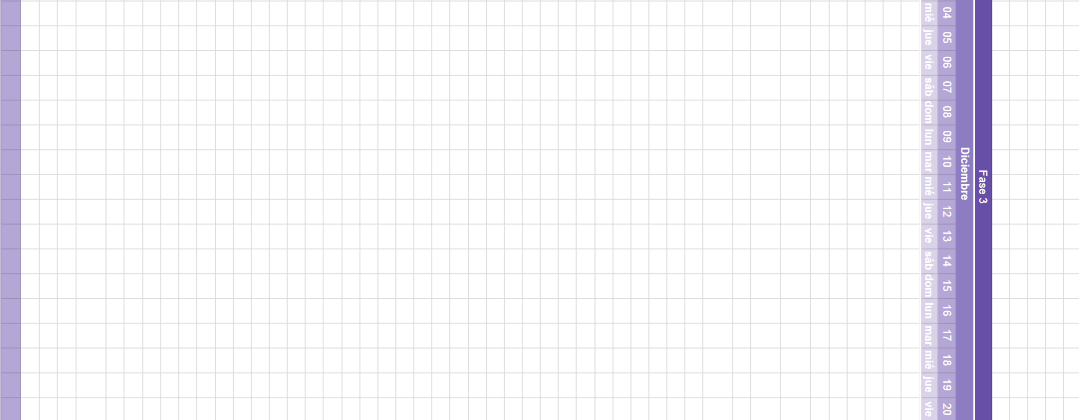 Fase 3
Diciembre
04 05 06 07 08 09 10 11 12 13 14 15 16 17 18 19 20
mié jue vie sáb dom lun mar mié jue vie sáb dom lun mar mié jue vie